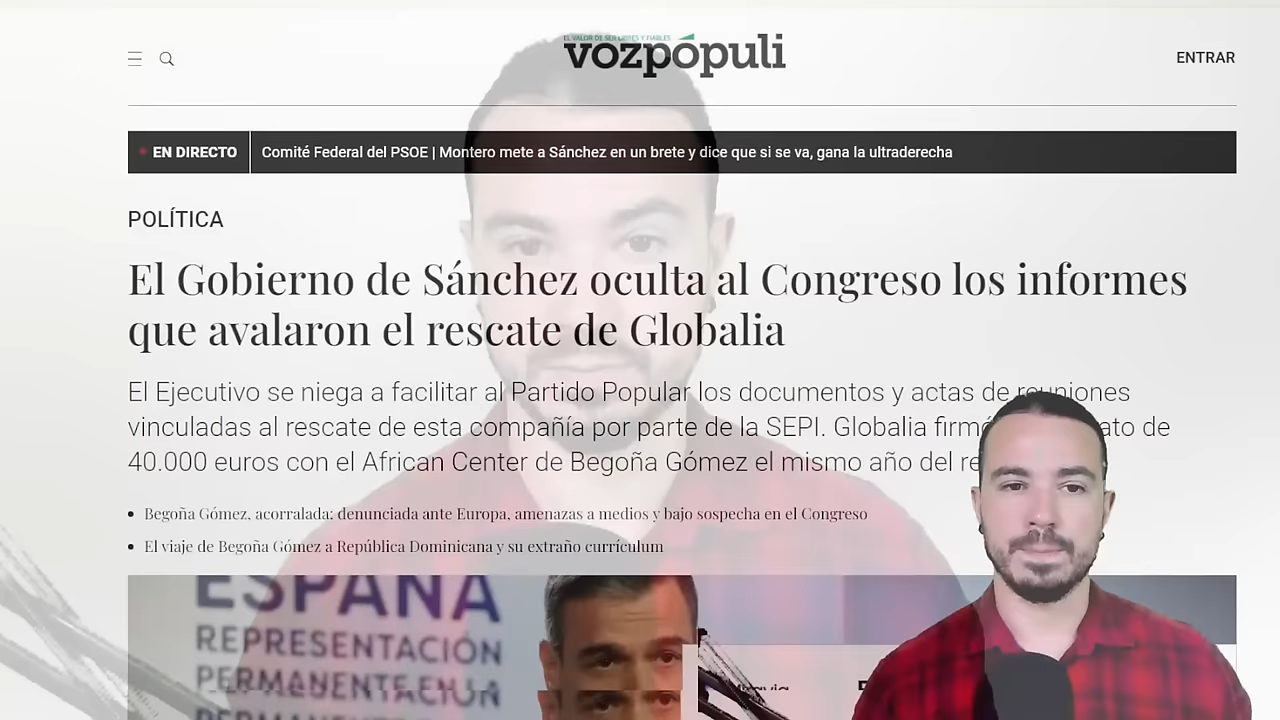 EL VALOR DE SER LIBRES Y FIABLES
vozpópuli
ENTRAR
EN DIRECTO
Comité Federal del PSOE | Montero mete a Sánchez en un brete y dice que si se va, gana la ultraderecha
POLÍTICA
El Gobierno de Sánchez oculta al Congreso los informes
que avalaron el rescate de Globalia
El Ejecutivo se niega a facilitar al Partido Popular los documentos y actas de reuniones
vinculadas al rescate de esta compañía por parte de la SEPI. Globalia firmó
de
40.000 euros con el African Center de Begoña Gómez el mismo año del
Begoña Gómez, acorralada: denunciada ante Europa, amenazas a medios y bajo sospecha en el Congreso
El viaje de Begoña Gómez a República Dominicana y su extraño currículum
ESPAÑA
REPRESENTACIÓN
PERMANENTE EN LA